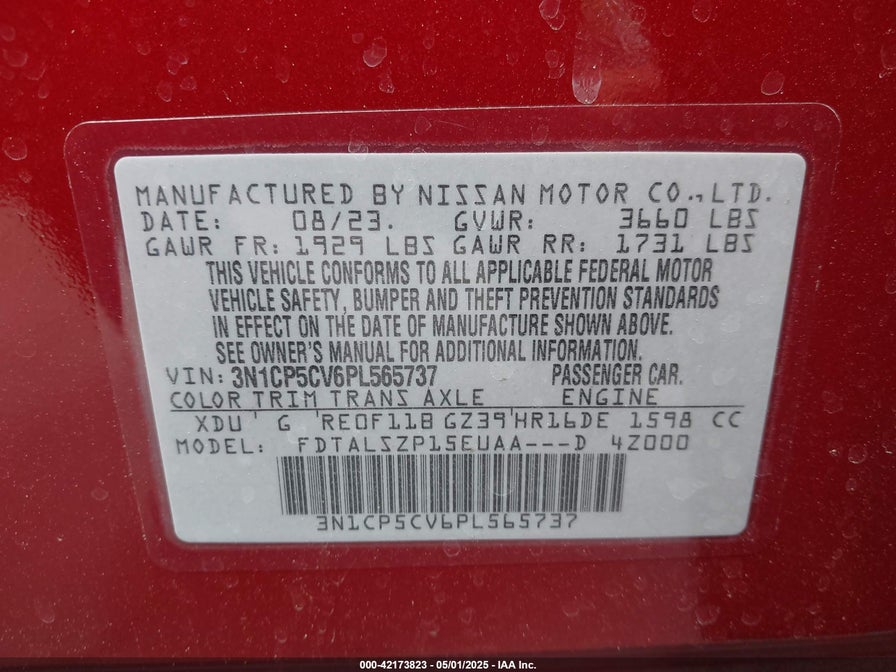 MANUFACTURED BY NISSAN MOTOR CO.,LTD.
DATE: 08/23. GVWR: 3660 LBS
GAWR FR: 1929 LBS GAWR RR: 1731 LBS
THIS VEHICLE CONFORMS TO ALL APPLICABLE FEDERAL MOTOR
VEHICLE SAFETY, BUMPER AND THEFT PREVENTION STANDARDS
IN EFFECT ON THE DATE OF MANUFACTURE SHOWN ABOVE.
SEE OWNER'S MANUAL FOR ADDITIONAL INFORMATION.
VIN: 3N1CP5CV6PL565737 PASSENGER CAR.
COLOR TRIM TRANS AXLE ENGINE
XDU G RE0F11B GZ39 HR16DE 1598 CC
MODEL: FDTALSZP15EUAA---D 4Z000
3N1CP5CV6PL565737
000-42173823 - 05/01/2025 - IAA Inc.